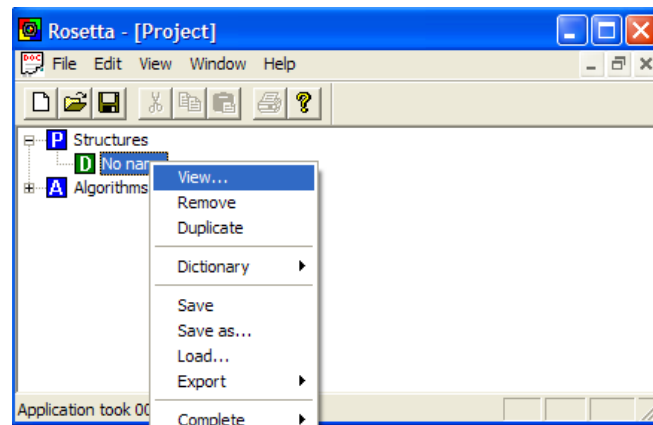 Rosetta - [Project]
DOC File Edit View Window Help
P Structures
D No nam
A Algorithms
View...
Remove
Duplicate
Dictionary
Save
Save as...
Load...
Export
Complete
Application took 00